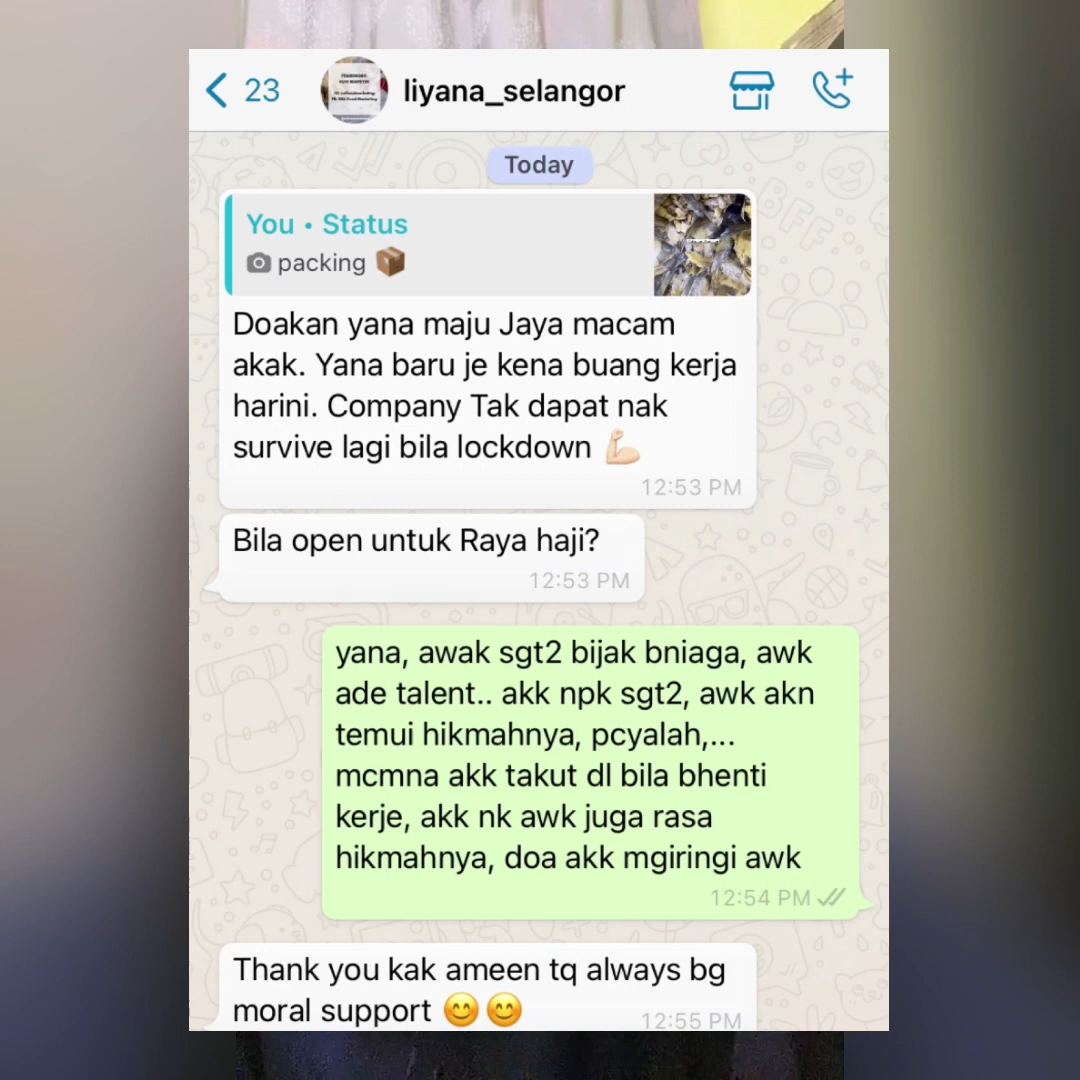 23
liyana_selangor
Today
You • Status
packing 📦
Doakan yana maju Jaya macam
akak. Yana baru je kena buang kerja
harini. Company Tak dapat nak
survive lagi bila lockdown 💪🏻
12:53 PM
Bila open untuk Raya haji?
12:53 PM
yana, awak sgt2 bijak bniaga, awk
ade talent.. akk npk sgt2, awk akn
temui hikmahnya, pcyalah,...
mcmna akk takut dl bila bhenti
kerje, akk nk awk juga rasa
hikmahnya, doa akk mgiringi awk
12:54 PM
Thank you kak ameen tq always bg
moral support 😊😊
12:55 PM